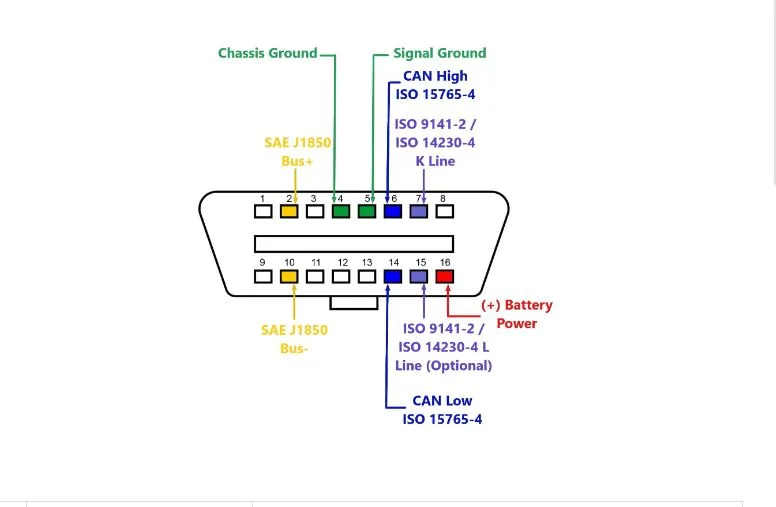 Chassis Ground
Signal Ground
CAN High
ISO 15765-4
ISO 9141-2 /
ISO 14230-4
K Line
SAE J1850
Bus+
1 2 3 4 5 6 7 8
9 10 11 12 13 14 15 16
(+) Battery
Power
SAE J1850
Bus-
ISO 9141-2 /
ISO 14230-4 L
Line (Optional)
CAN Low
ISO 15765-4